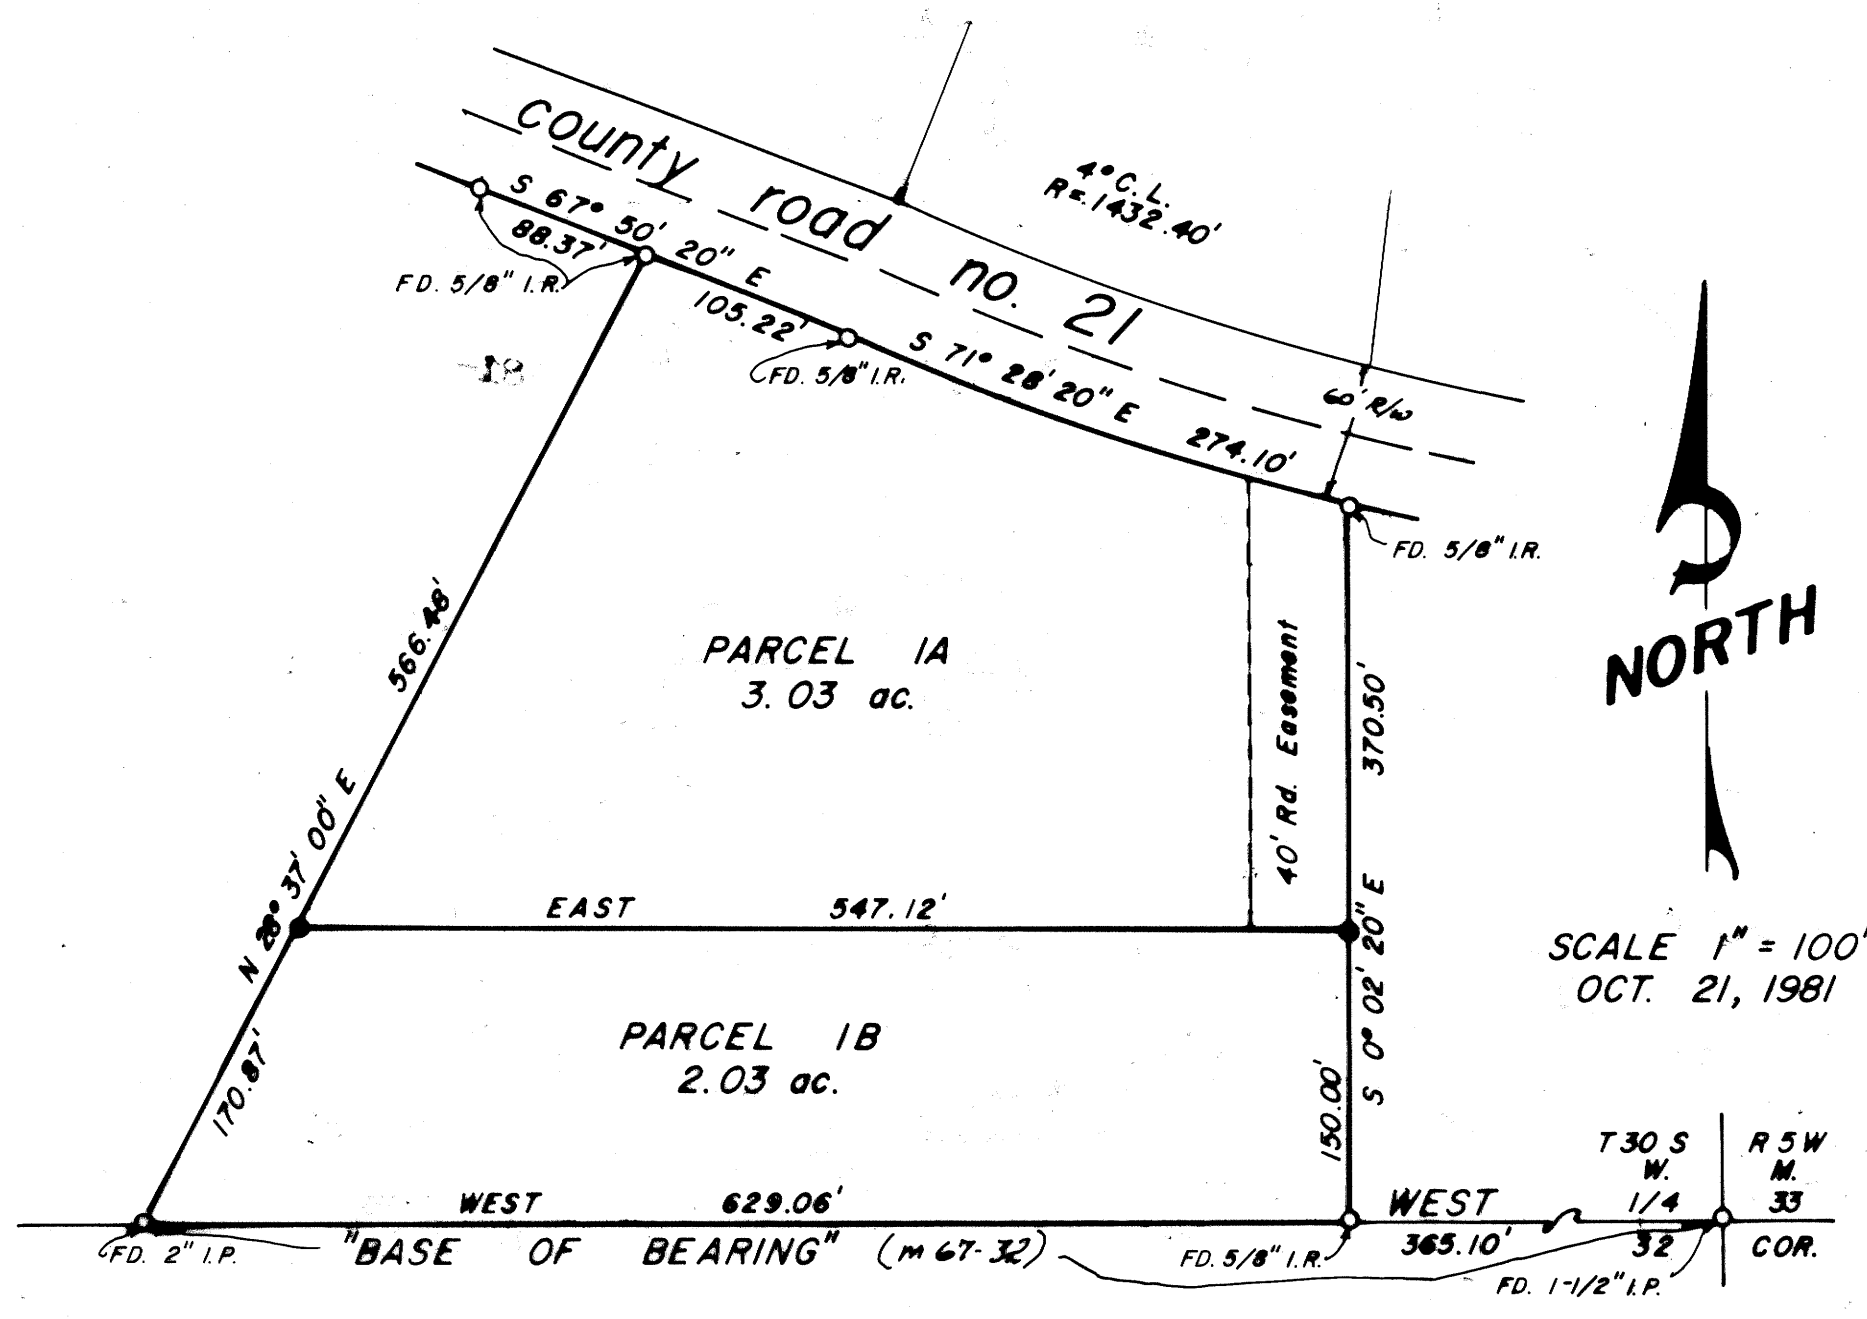 county road no. 21
4° C. L.
R=.1432.40'
S 67° 50' 20" E
88.37'
FD. 5/8" I.R.
105.22'
FD. 5/8" I.R.
S 71° 28' 20" E 274.10'
60' R/W
FD. 5/8" I.R.
NORTH
566.48'
PARCEL 1A
3.03 ac.
40' Rd. Easement
370.50'
N 28° 37' 00" E
EAST 547.12'
S 0° 02' 20" E
SCALE 1" = 100'
OCT. 21, 1981
170.87'
PARCEL 1B
2.03 ac.
150.00'
T 30 S R 5 W
W. M.
1/4 33
32 COR.
WEST 629.06'
WEST
365.10'
FD. 2" I.P.
"BASE OF BEARING" (m 67-32)
FD. 5/8" I.R.
FD. 1-1/2" I.P.